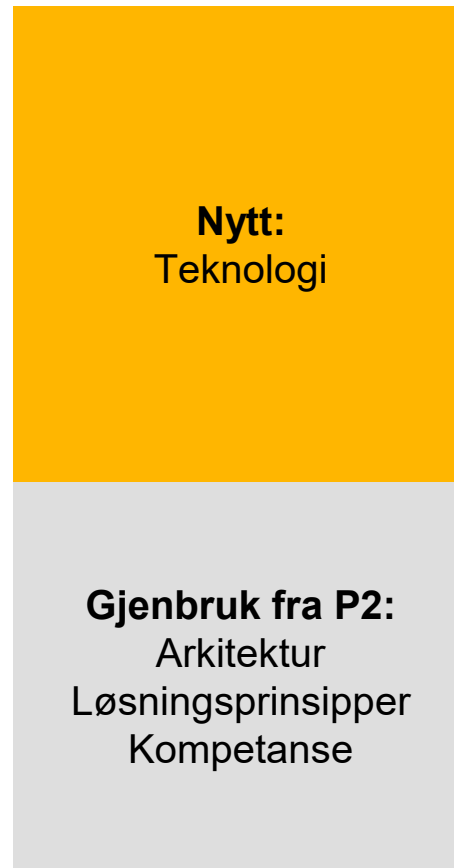 Nytt:
Teknologi
Gjenbruk fra P2:
Arkitektur
Løsningsprinsipper
Kompetanse